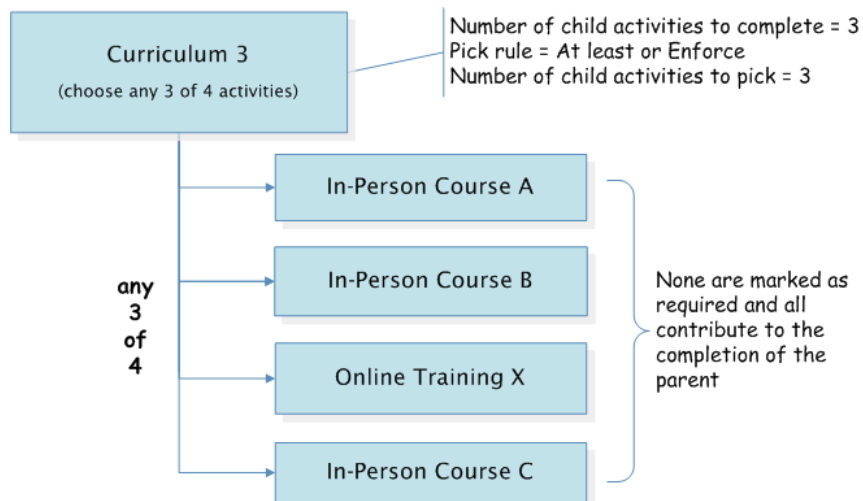 Curriculum 3
(choose any 3 of 4 activities)
Number of child activities to complete = 3
Pick rule = At least or Enforce
Number of child activities to pick = 3
In-Person Course A
In-Person Course B
Online Training X
In-Person Course C
any
3
of
4
None are marked as
required and all
contribute to the
completion of the
parent